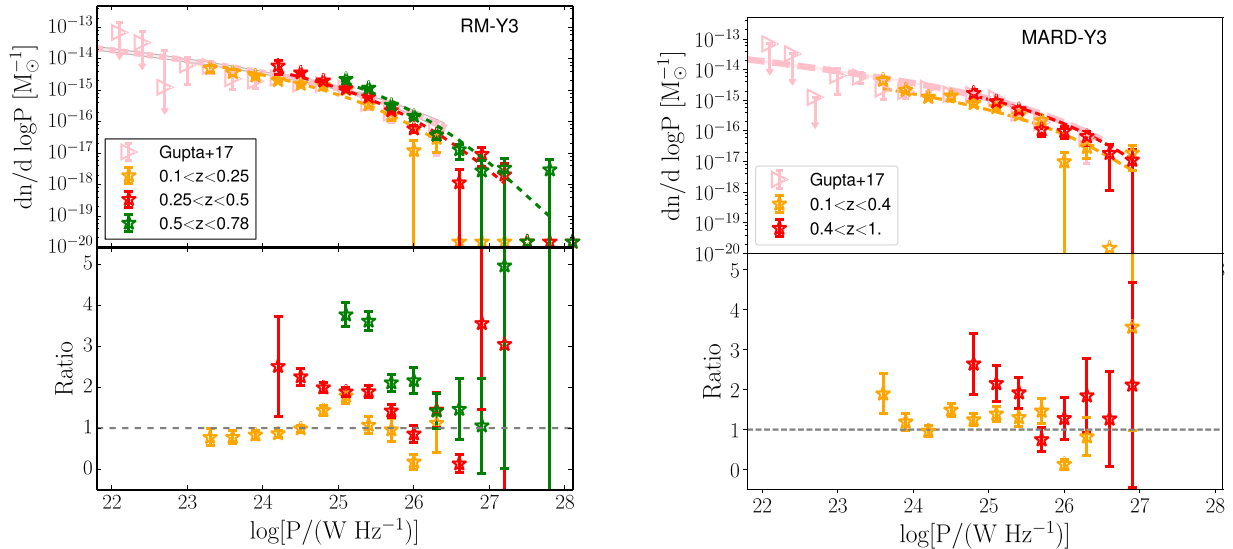 RM-Y3
10⁻¹³
10⁻¹⁴
10⁻¹⁵
10⁻¹⁶
10⁻¹⁷
10⁻¹⁸
10⁻¹⁹
10⁻²⁰
dn/d logP [M⊙⁻¹]
Gupta+17
0.1<z<0.25
0.25<z<0.5
0.5<z<0.78
5
4
3
2
1
0
Ratio
22 23 24 25 26 27 28
log[P/(W Hz⁻¹)]
MARD-Y3
10⁻¹³
10⁻¹⁴
10⁻¹⁵
10⁻¹⁶
10⁻¹⁷
10⁻¹⁸
10⁻¹⁹
10⁻²⁰
dn/d logP [M⊙⁻¹]
Gupta+17
0.1<z<0.4
0.4<z<1.
5
4
3
2
1
0
Ratio
22 23 24 25 26 27 28
log[P/(W Hz⁻¹)]